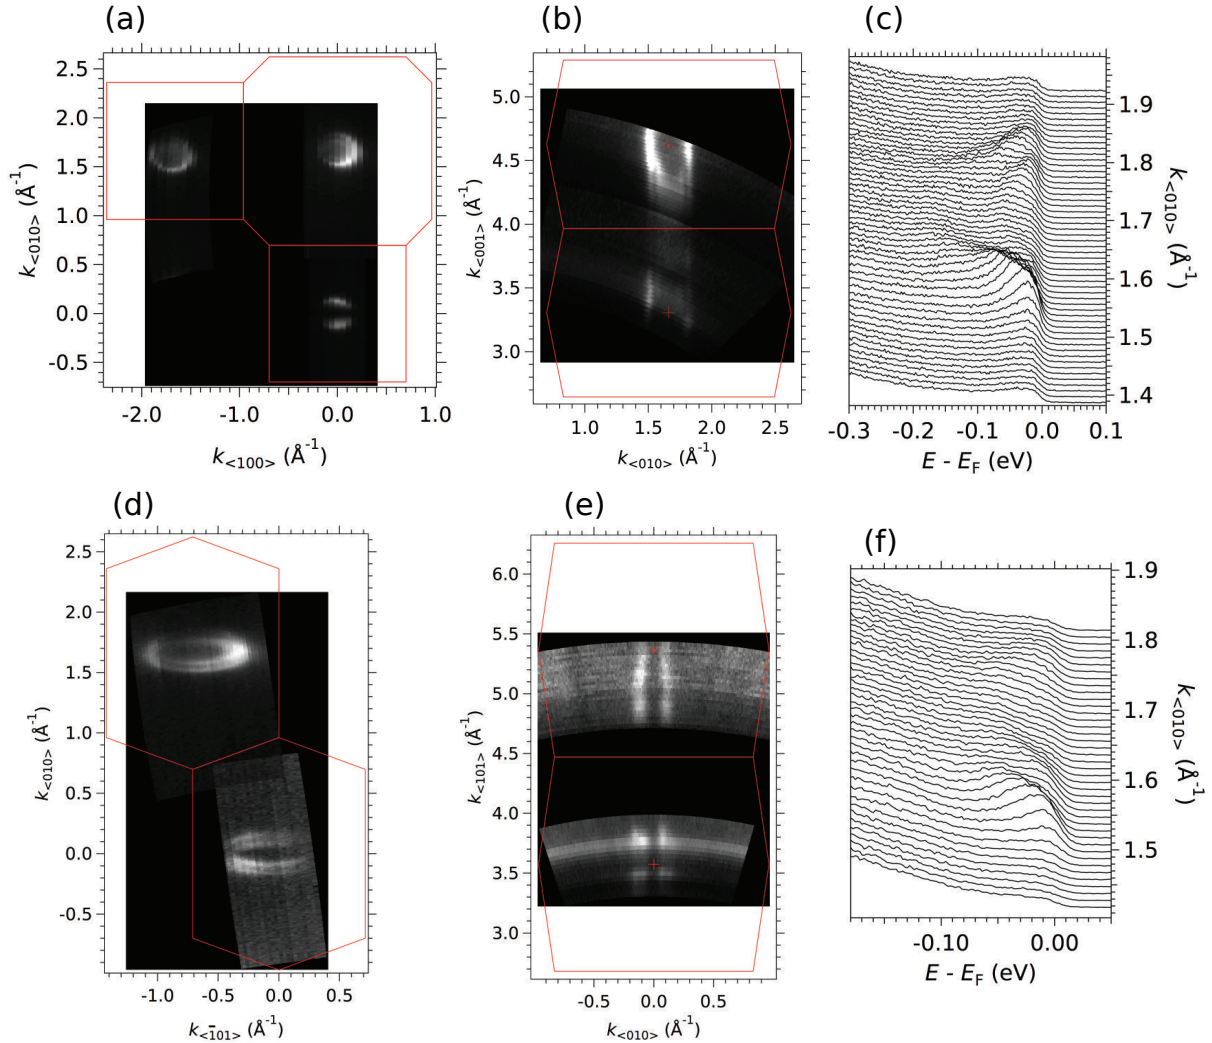 (a)
2.5
2.0
1.5
1.0
0.5
0.0
-0.5
k<010> (Å-1)
-2.0 -1.0 0.0 1.0
k<100> (Å-1)
(b)
5.0
4.5
4.0
3.5
3.0
k<001> (Å-1)
1.0 1.5 2.0 2.5
k<010> (Å-1)
(c)
1.9
1.8
1.7
1.6
1.5
1.4
k<010> (Å-1)
-0.3 -0.2 -0.1 0.0 0.1
E - EF (eV)
(d)
2.5
2.0
1.5
1.0
0.5
0.0
-0.5
k<010> (Å-1)
-1.0 -0.5 0.0 0.5
k<1̅01> (Å-1)
(e)
6.0
5.5
5.0
4.5
4.0
3.5
3.0
k<101> (Å-1)
-0.5 0.0 0.5
k<010> (Å-1)
(f)
1.9
1.8
1.7
1.6
1.5
k<010> (Å-1)
-0.10 0.00
E - EF (eV)